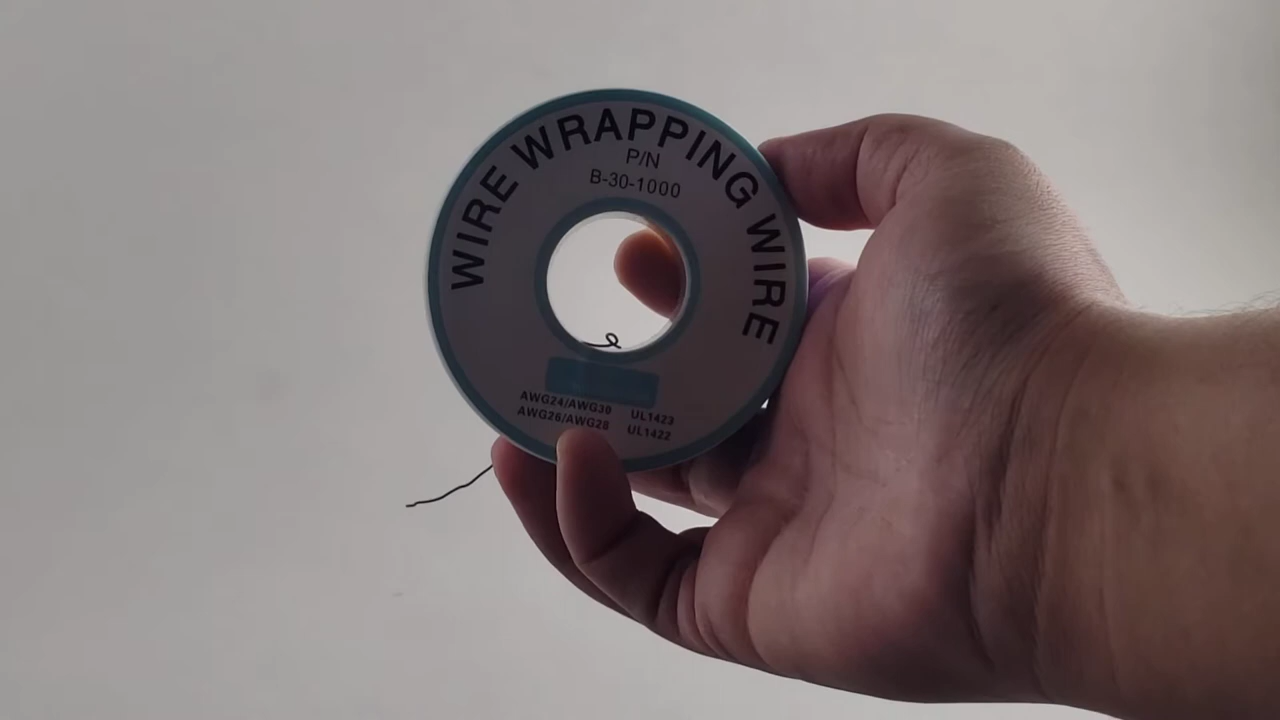 WIRE WRAPPING WIRE
P/N
B-30-1000
AWG24/AWG30 UL1423
AWG26/AWG28 UL1422